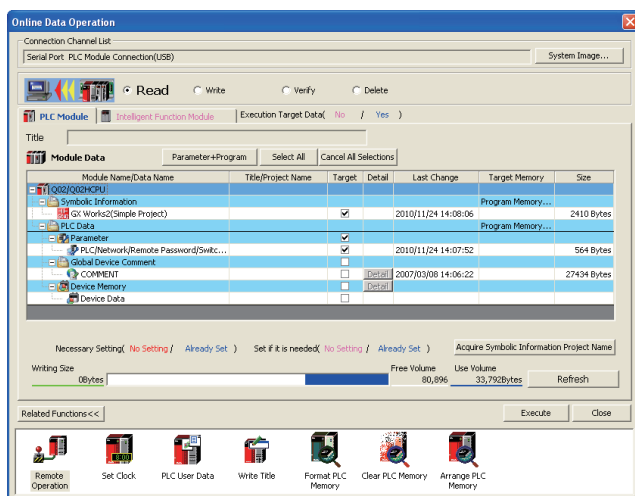 Online Data Operation
Connection Channel List
Serial Port PLC Module Connection(USB)
System Image...
Read
Write
Verify
Delete
PLC Module
Intelligent Function Module
Execution Target Data( No / Yes )
Title
Module Data
Parameter+Program
Select All
Cancel All Selections
Module Name/Data Name
Title/Project Name
Target
Detail
Last Change
Target Memory
Size
Q02/Q02HCPU
Symbolic Information
Program Memory...
GX Works2(Simple Project)
2010/11/24 14:08:06
2410 Bytes
PLC Data
Program Memory...
Parameter
PLC/Network/Remote Password/Switc...
2010/11/24 14:07:52
564 Bytes
Global Device Comment
COMMENT
Detail
2007/03/08 14:06:22
27434 Bytes
Device Memory
Detail
Device Data
Necessary Setting( No Setting / Already Set )
Set if it is needed( No Setting / Already Set )
Acquire Symbolic Information Project Name
Writing Size
0Bytes
Free Volume
80,896
Use Volume
33,792Bytes
Refresh
Related Functions<<
Execute
Close
Remote
Operation
Set Clock
PLC User Data
Write Title
Format PLC
Memory
Clear PLC Memory
Arrange PLC
Memory